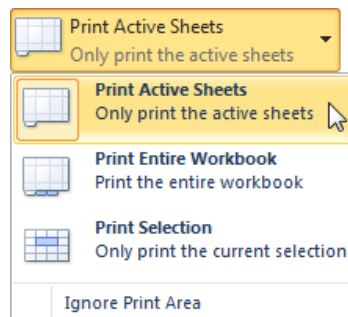 Print Active Sheets
Only print the active sheets
Print Active Sheets
Only print the active sheets
Print Entire Workbook
Print the entire workbook
Print Selection
Only print the current selection
Ignore Print Area